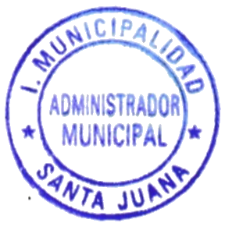 I. MUNICIPALIDAD
ADMINISTRADOR
MUNICIPAL
SANTA JUANA